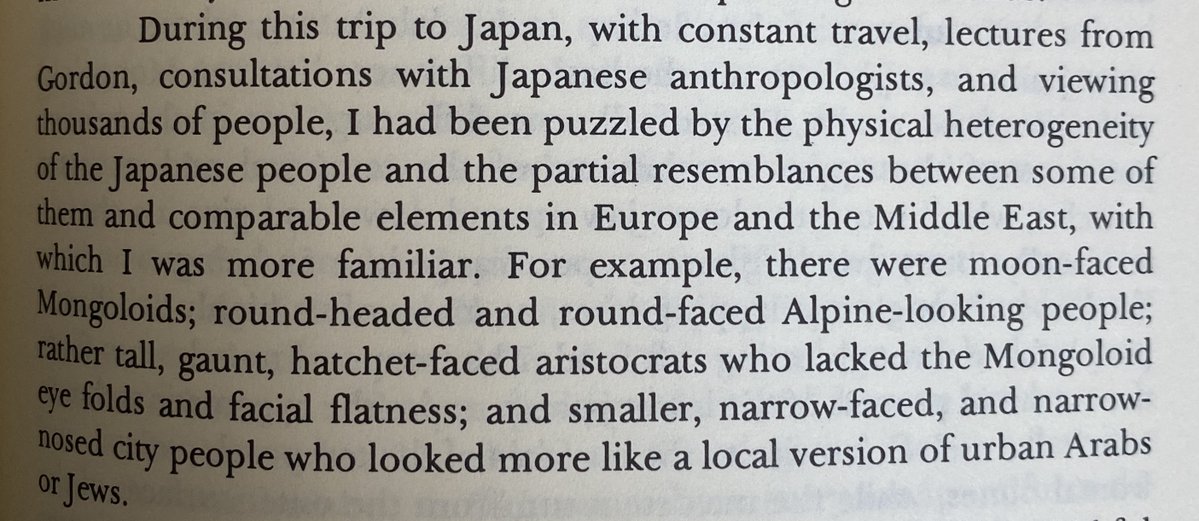 During this trip to Japan, with constant travel, lectures from
Gordon, consultations with Japanese anthropologists, and viewing
thousands of people, I had been puzzled by the physical heterogeneity
of the Japanese people and the partial resemblances between some of
them and comparable elements in Europe and the Middle East, with
which I was more familiar. For example, there were moon-faced
Mongoloids; round-headed and round-faced Alpine-looking people;
rather tall, gaunt, hatchet-faced aristocrats who lacked the Mongoloid
eye folds and facial flatness; and smaller, narrow-faced, and narrow-
nosed city people who looked more like a local version of urban Arabs
or Jews.